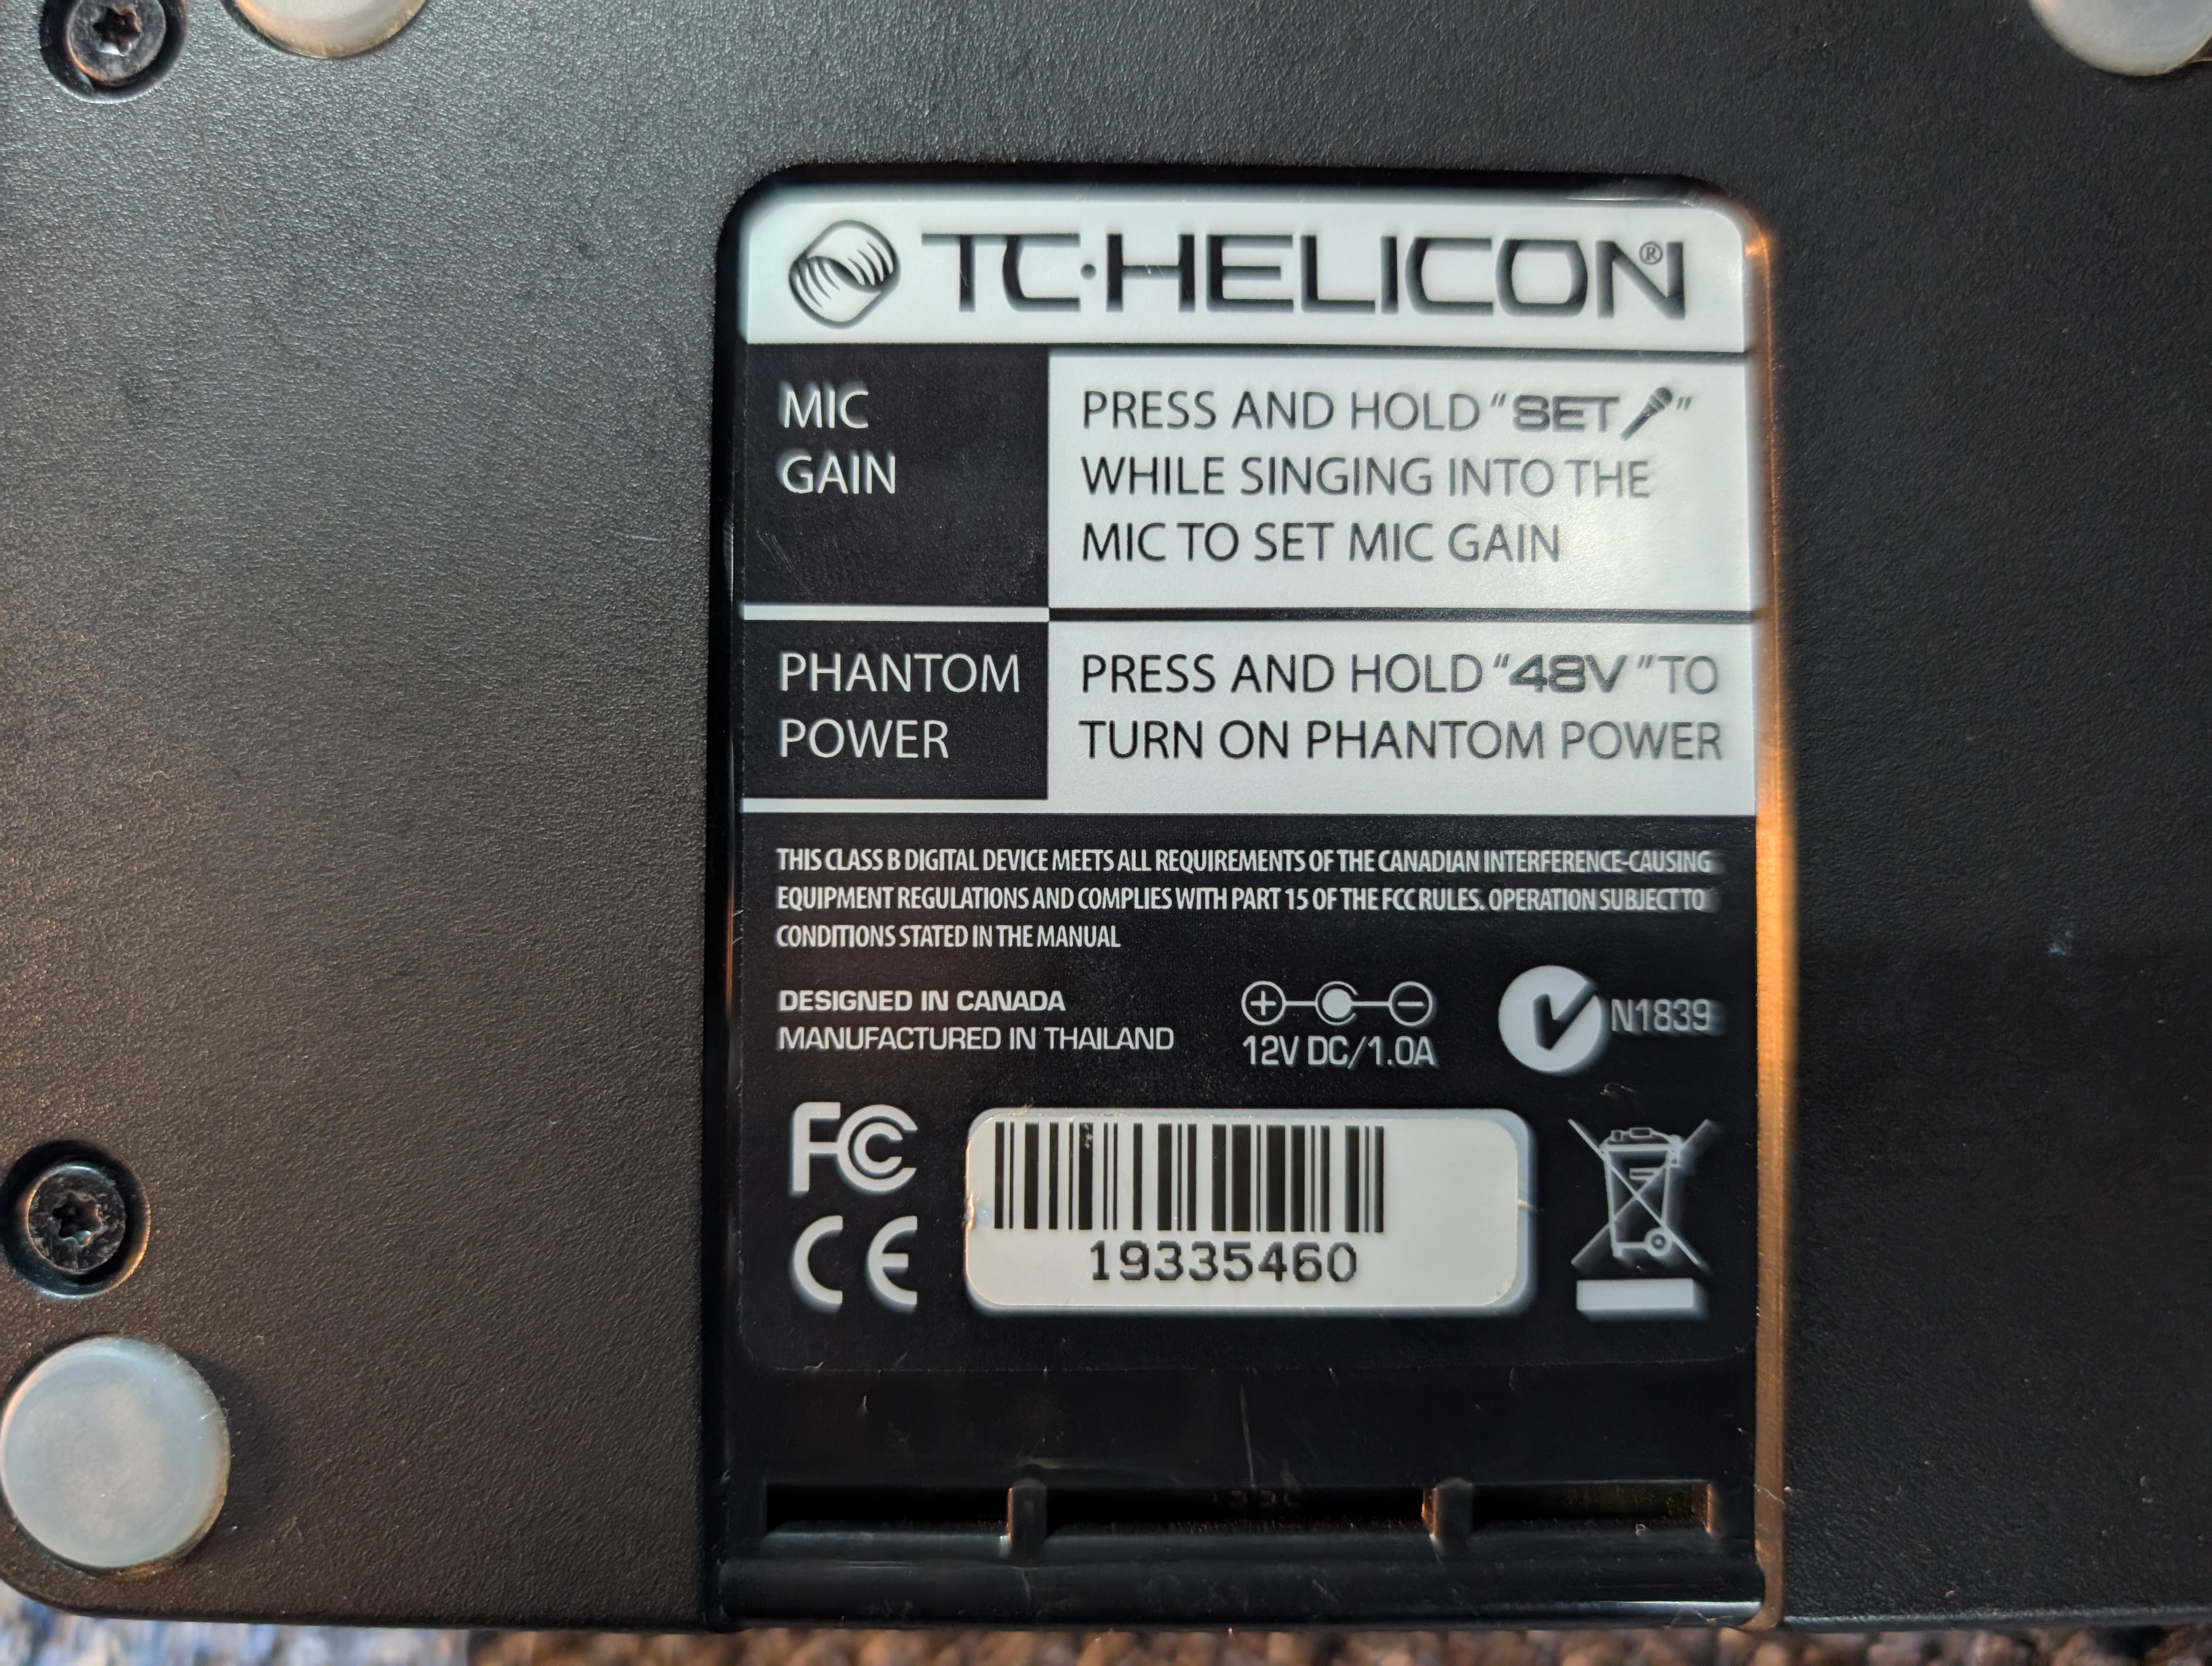 TC·HELICON®
MIC
GAIN
PRESS AND HOLD “SET”
WHILE SINGING INTO THE
MIC TO SET MIC GAIN
PHANTOM
POWER
PRESS AND HOLD “48V” TO
TURN ON PHANTOM POWER
THIS CLASS B DIGITAL DEVICE MEETS ALL REQUIREMENTS OF THE CANADIAN INTERFERENCE-CAUSING
EQUIPMENT REGULATIONS AND COMPLIES WITH PART 15 OF THE FCC RULES. OPERATION SUBJECT TO
CONDITIONS STATED IN THE MANUAL
DESIGNED IN CANADA
MANUFACTURED IN THAILAND
12V DC/1.0A
N1839
FC
CE
19335460